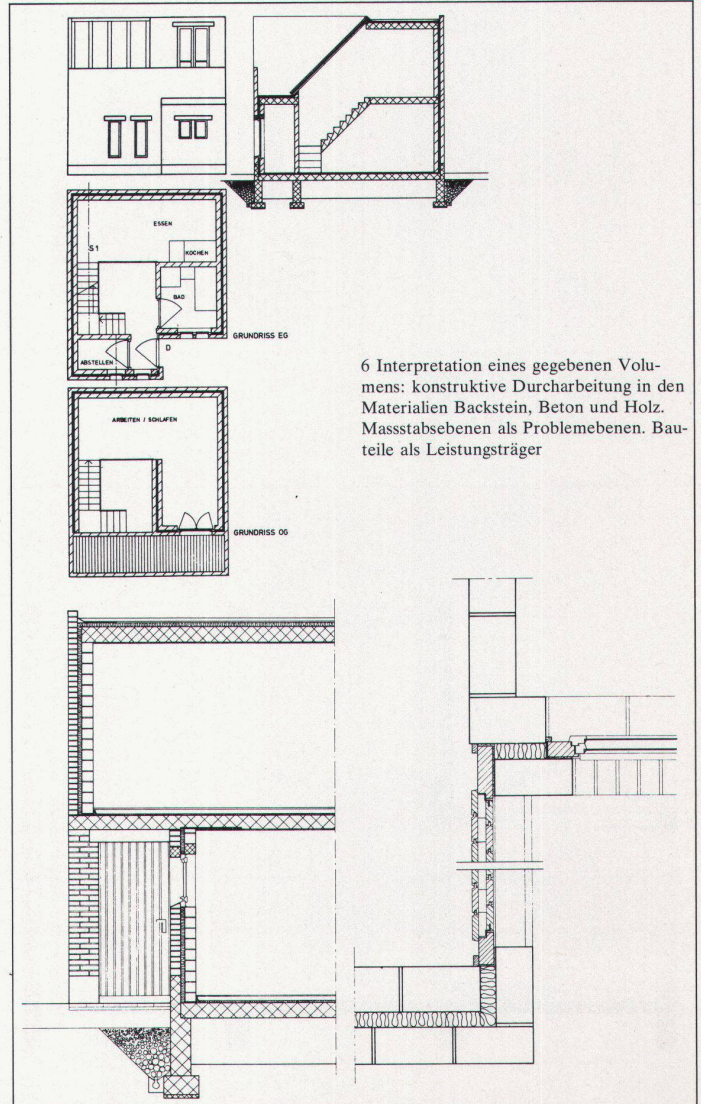 ESSEN
S1
KOCHEN
BAD
GRUNDRISS EG
D
ABSTELLEN
6 Interpretation eines gegebenen Volu-
mens: konstruktive Durcharbeitung in den
Materialien Backstein, Beton und Holz.
Massstabsebenen als Problemebenen. Bau-
teile als Leistungsträger
ARBEITEN / SCHLAFEN
GRUNDRISS OG